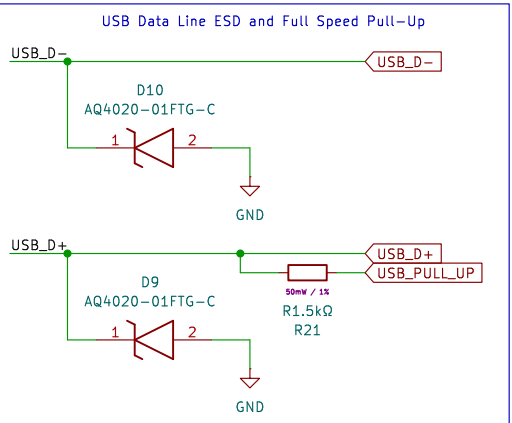 USB Data Line ESD and Full Speed Pull-Up
USB_D-
USB_D-
D10
AQ4020-01FTG-C
1
2
GND
USB_D+
USB_D+
USB_PULL_UP
50mW / 1%
D9
AQ4020-01FTG-C
R1.5kΩ
R21
1
2
GND